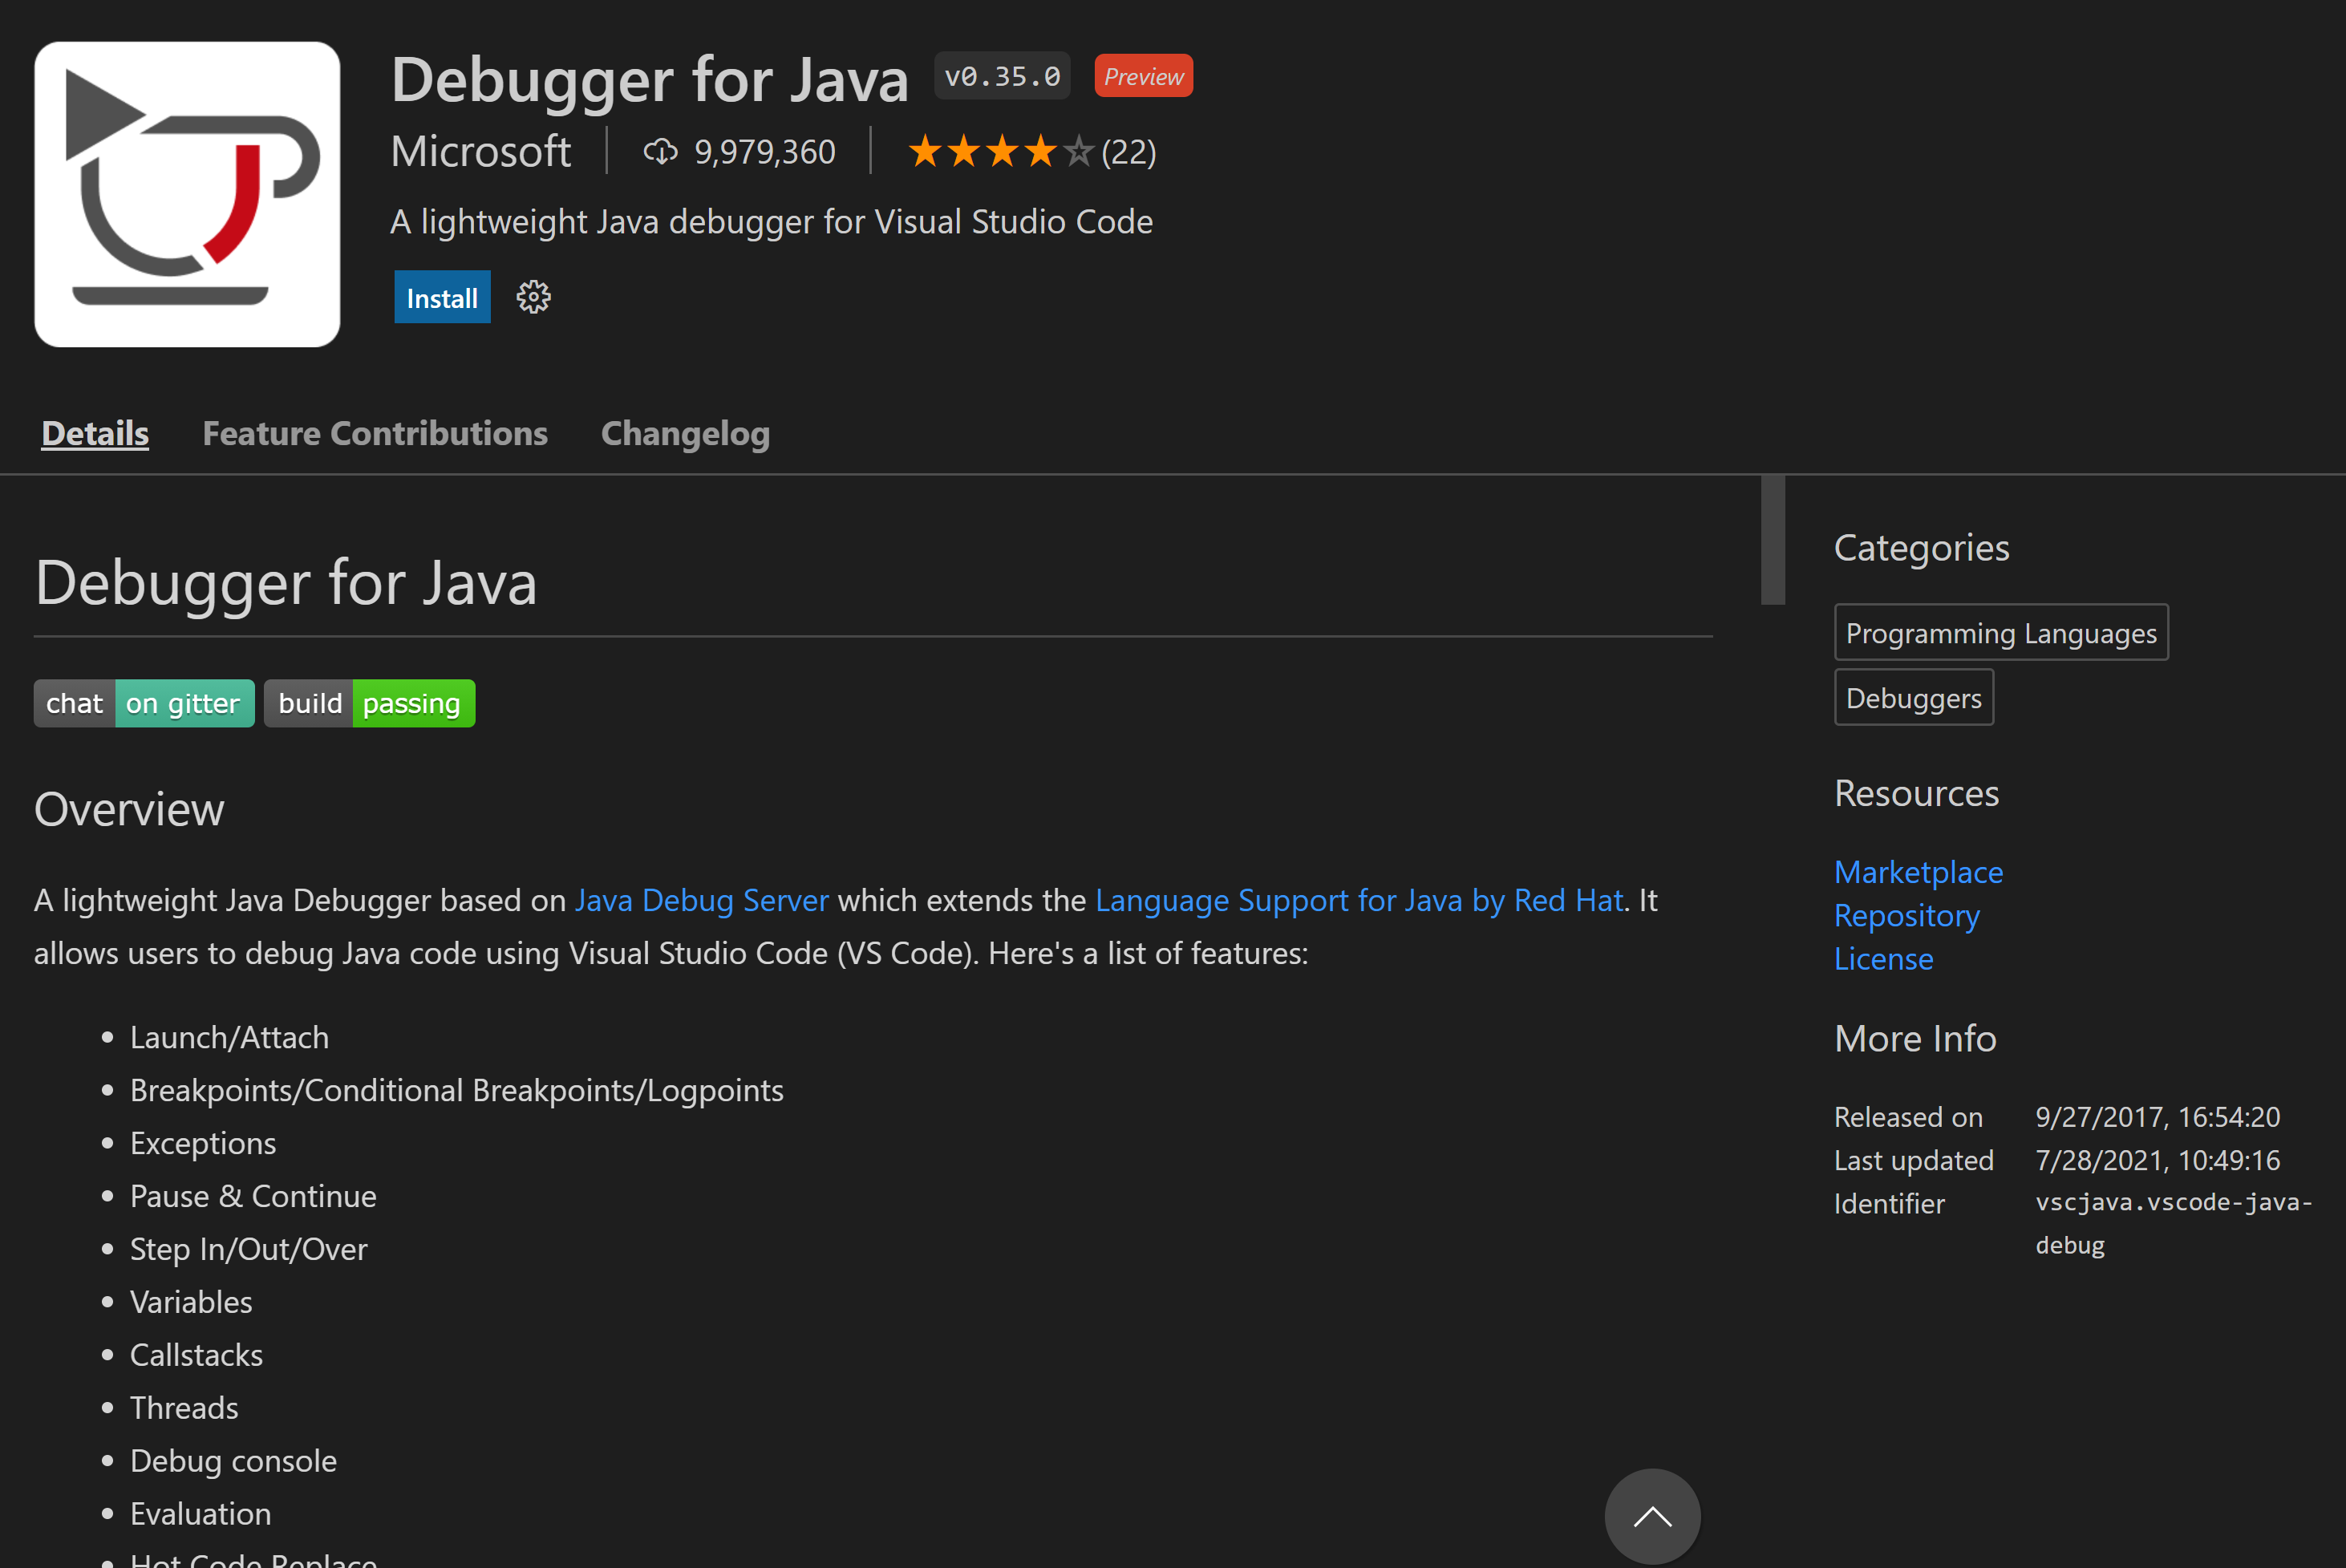 Debugger for Java v0.35.0 Preview
Microsoft 9,979,360 (22)
A lightweight Java debugger for Visual Studio Code
Install
Details Feature Contributions Changelog
Debugger for Java
chat on gitter build passing
Overview
A lightweight Java Debugger based on Java Debug Server which extends the Language Support for Java by Red Hat. It
allows users to debug Java code using Visual Studio Code (VS Code). Here's a list of features:
• Launch/Attach
• Breakpoints/Conditional Breakpoints/Logpoints
• Exceptions
• Pause & Continue
• Step In/Out/Over
• Variables
• Callstacks
• Threads
• Debug console
• Evaluation
• Hot Code Replace
Categories
Programming Languages
Debuggers
Resources
Marketplace
Repository
License
More Info
Released on 9/27/2017, 16:54:20
Last updated 7/28/2021, 10:49:16
Identifier vscjava.vscode-java-
debug